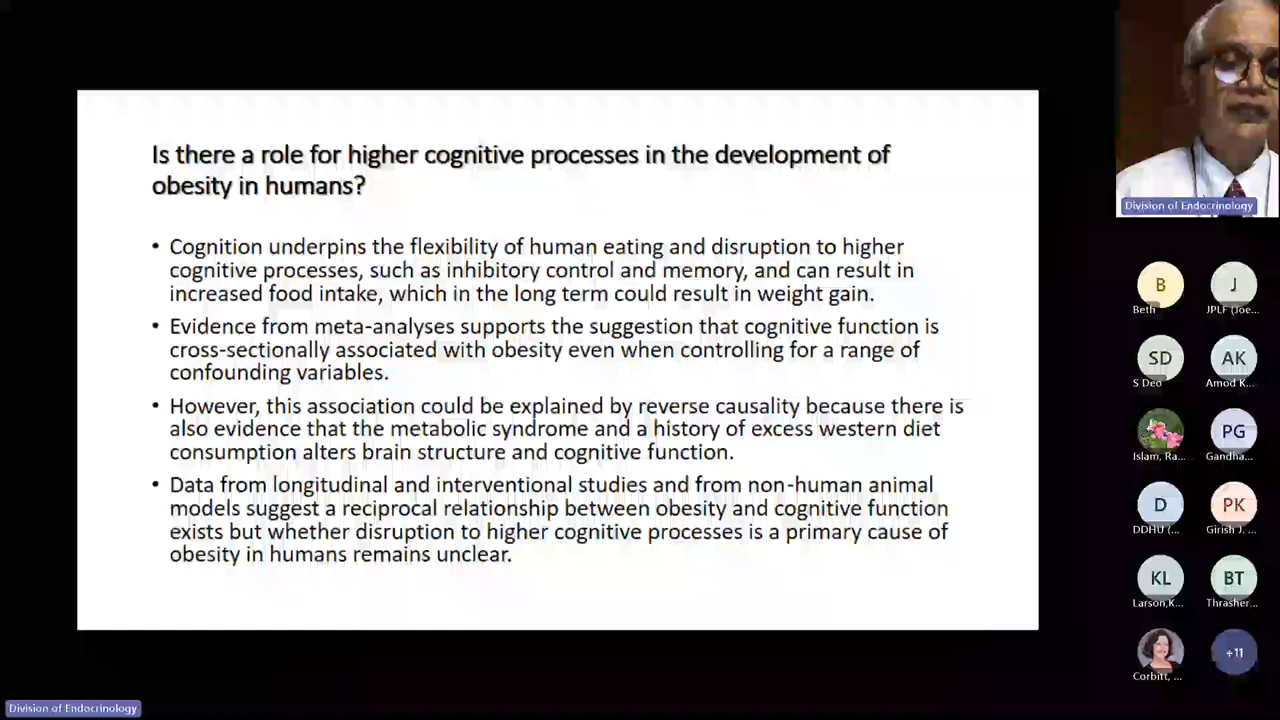 Is there a role for higher cognitive processes in the development of
obesity in humans?
• Cognition underpins the flexibility of human eating and disruption to higher
cognitive processes, such as inhibitory control and memory, and can result in
increased food intake, which in the long term could result in weight gain.
• Evidence from meta-analyses supports the suggestion that cognitive function is
cross-sectionally associated with obesity even when controlling for a range of
confounding variables.
• However, this association could be explained by reverse causality because there is
also evidence that the metabolic syndrome and a history of excess western diet
consumption alters brain structure and cognitive function.
• Data from longitudinal and interventional studies and from non-human animal
models suggest a reciprocal relationship between obesity and cognitive function
exists but whether disruption to higher cognitive processes is a primary cause of
obesity in humans remains unclear.
Division of Endocrinology
B
Beth
J
JPLF (Joe...
SD
S Deo
AK
Amod K...
Islam, Ra...
PG
Gandha...
D
DDHU (...
PK
Girish J. ...
KL
Larson,K...
BT
Thrasher...
Corbitt, ...
+11
Division of Endocrinology